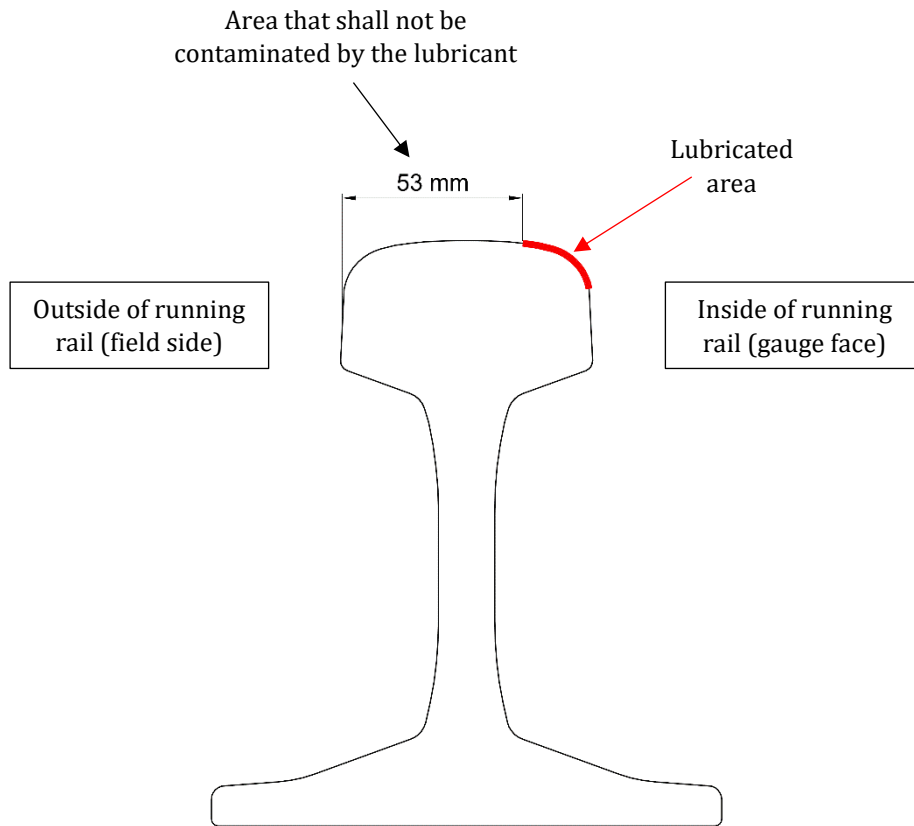 Area that shall not be
contaminated by the lubricant
53 mm
Lubricated
area
Outside of running
rail (field side)
Inside of running
rail (gauge face)